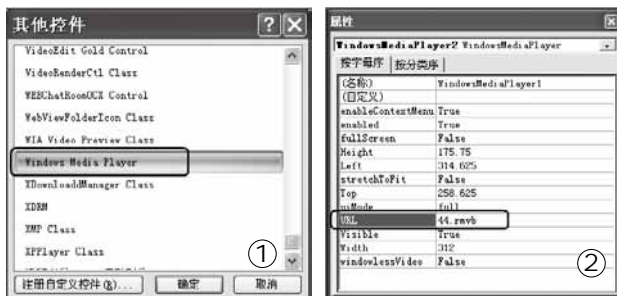 其他控件
VideoEdit Gold Control
VideoRenderCtl Class
WEBChatRoomOCX Control
WebViewFolderIcon Class
WIA Video Preview Class
Windows Media Player
XDownloadManager Class
XDRM
XMP Class
XPPlayer Class
注册自定义控件(R)...
确定
取消
①
属性
WindowsMediaPlayer2 WindowsMediaPlayer
按字母序 按分类序
(名称) WindowsMediaPlayer1
(自定义)
enableContextMenu True
enabled True
fullScreen False
Height 175.75
Left 314.625
stretchToFit False
Top 258.625
uiMode full
URL 44.rmvb
Visible True
Width 312
windowlessVideo False
②